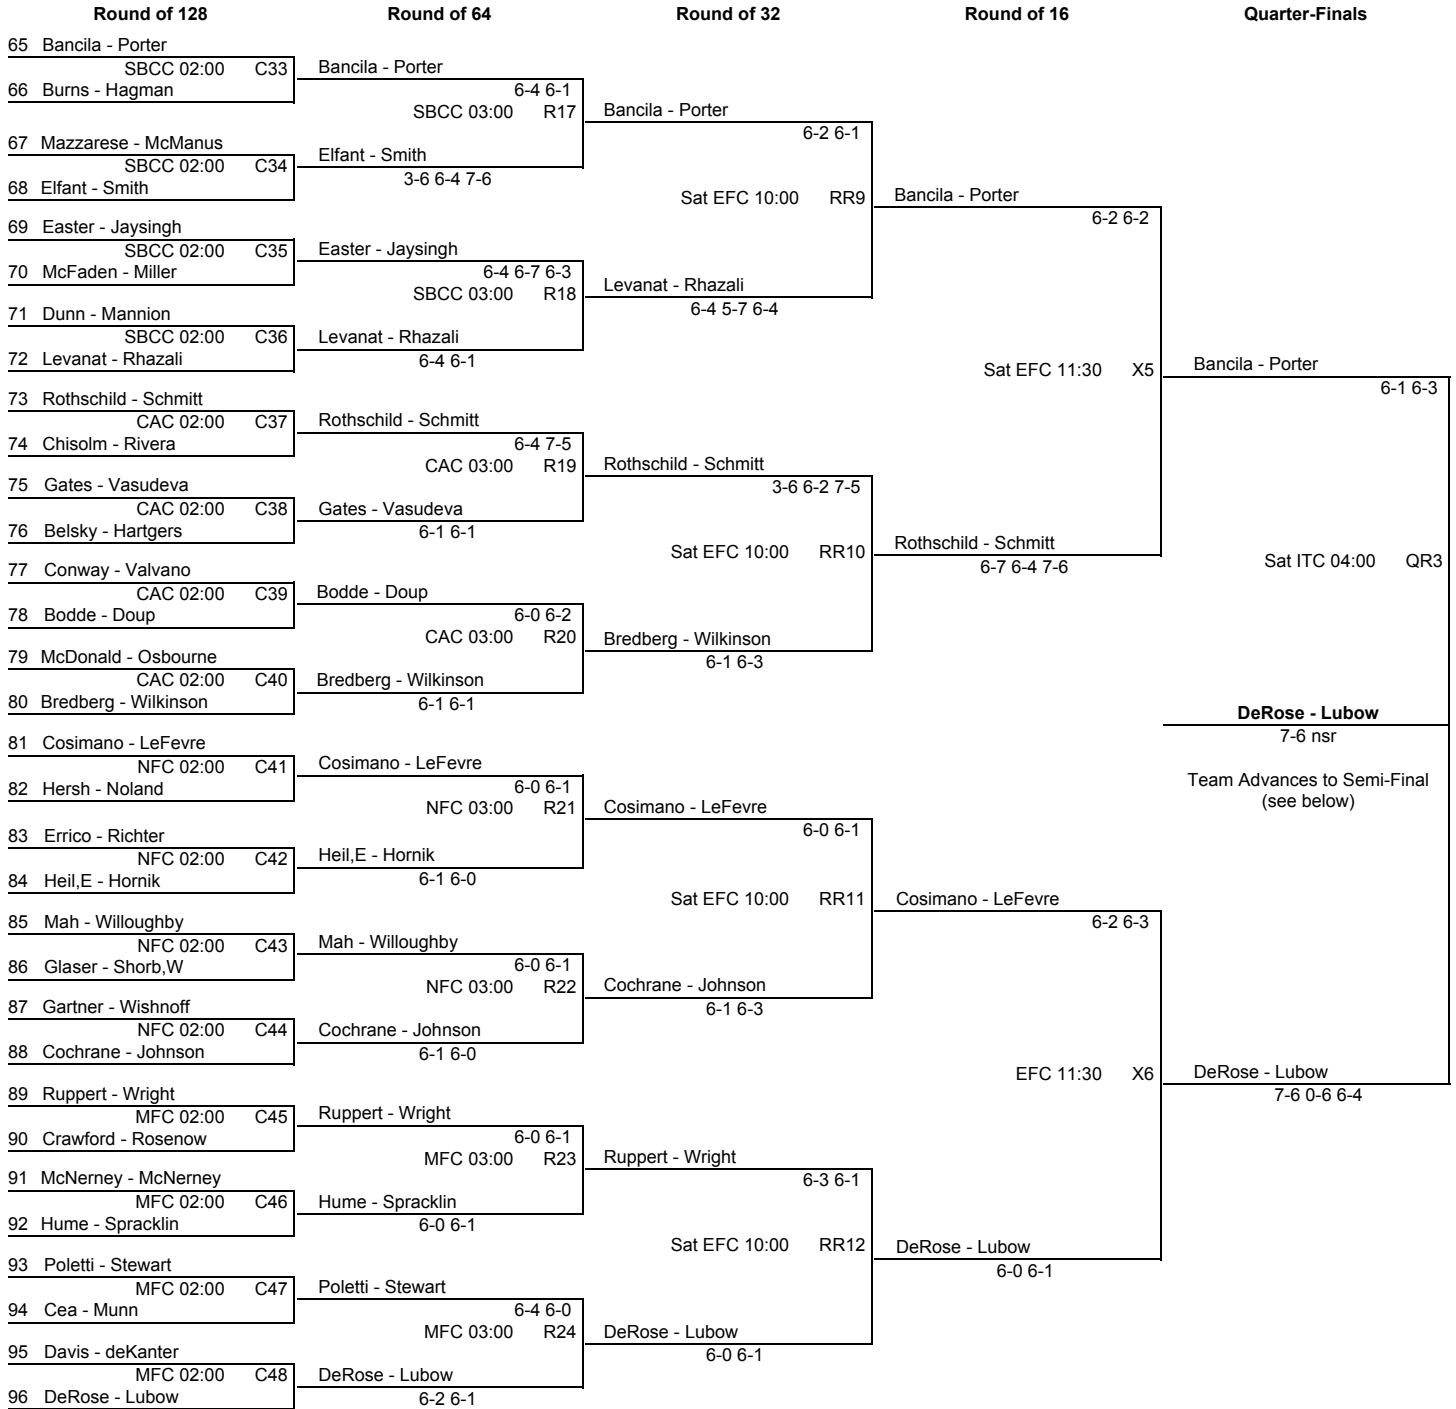 Round of 128 Round of 64 Round of 32 Round of 16 Quarter-Finals
65 Bancila - Porter
SBCC 02:00 C33 Bancila - Porter
66 Burns - Hagman 6-4 6-1
SBCC 03:00 R17 Bancila - Porter
6-2 6-1
67 Mazzarese - McManus
SBCC 02:00 C34 Elfant - Smith
68 Elfant - Smith 3-6 6-4 7-6
Sat EFC 10:00 RR9 Bancila - Porter
6-2 6-2
69 Easter - Jaysingh
SBCC 02:00 C35 Easter - Jaysingh
70 McFaden - Miller 6-4 6-7 6-3
SBCC 03:00 R18 Levanat - Rhazali
71 Dunn - Mannion 6-4 5-7 6-4
SBCC 02:00 C36 Levanat - Rhazali
72 Levanat - Rhazali 6-4 6-1
Sat EFC 11:30 X5 Bancila - Porter
6-1 6-3
73 Rothschild - Schmitt
CAC 02:00 C37 Rothschild - Schmitt
74 Chisolm - Rivera 6-4 7-5
CAC 03:00 R19 Rothschild - Schmitt
75 Gates - Vasudeva 3-6 6-2 7-5
CAC 02:00 C38 Gates - Vasudeva
76 Belsky - Hartgers 6-1 6-1
Sat EFC 10:00 RR10 Rothschild - Schmitt
6-7 6-4 7-6
Sat ITC 04:00 QR3
77 Conway - Valvano
CAC 02:00 C39 Bodde - Doup
78 Bodde - Doup 6-0 6-2
CAC 03:00 R20 Bredberg - Wilkinson
79 McDonald - Osbourne 6-1 6-3
CAC 02:00 C40 Bredberg - Wilkinson
80 Bredberg - Wilkinson 6-1 6-1
DeRose - Lubow
7-6 nsr
81 Cosimano - LeFevre
NFC 02:00 C41 Cosimano - LeFevre
82 Hersh - Noland 6-0 6-1
Team Advances to Semi-Final
(see below)
NFC 03:00 R21 Cosimano - LeFevre
83 Errico - Richter 6-0 6-1
NFC 02:00 C42 Heil,E - Hornik
84 Heil,E - Hornik 6-1 6-0
Sat EFC 10:00 RR11 Cosimano - LeFevre
6-2 6-3
85 Mah - Willoughby
NFC 02:00 C43 Mah - Willoughby
86 Glaser - Shorb,W 6-0 6-1
NFC 03:00 R22 Cochrane - Johnson
87 Gartner - Wishnoff 6-1 6-3
NFC 02:00 C44 Cochrane - Johnson
88 Cochrane - Johnson 6-1 6-0
EFC 11:30 X6 DeRose - Lubow
7-6 0-6 6-4
89 Ruppert - Wright
MFC 02:00 C45 Ruppert - Wright
90 Crawford - Rosenow 6-0 6-1
MFC 03:00 R23 Ruppert - Wright
91 McNerney - McNerney 6-3 6-1
MFC 02:00 C46 Hume - Spracklin
92 Hume - Spracklin 6-0 6-1
Sat EFC 10:00 RR12 DeRose - Lubow
6-0 6-1
93 Poletti - Stewart
MFC 02:00 C47 Poletti - Stewart
94 Cea - Munn 6-4 6-0
MFC 03:00 R24 DeRose - Lubow
95 Davis - deKanter 6-0 6-1
MFC 02:00 C48 DeRose - Lubow
96 DeRose - Lubow 6-2 6-1